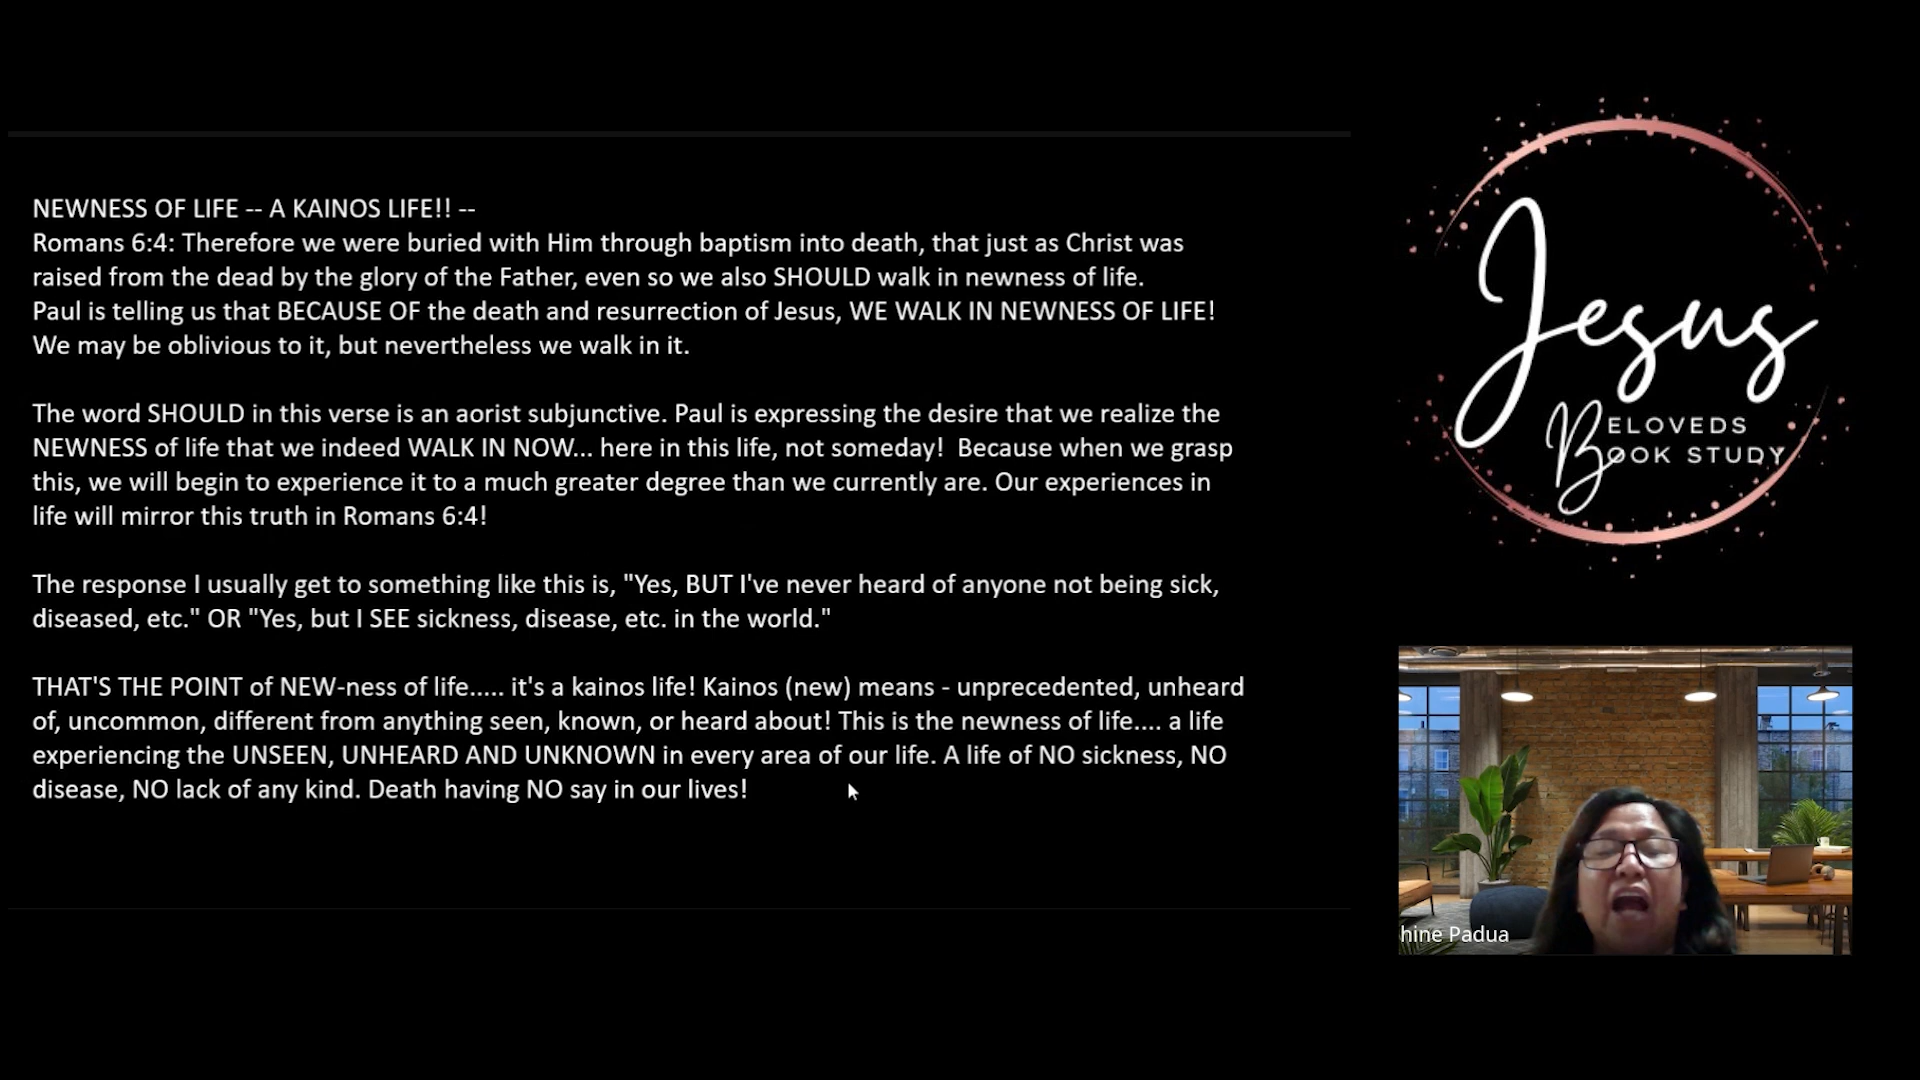 NEWNESS OF LIFE -- A KAINOS LIFE!! --
Romans 6:4: Therefore we were buried with Him through baptism into death, that just as Christ was
raised from the dead by the glory of the Father, even so we also SHOULD walk in newness of life.
Paul is telling us that BECAUSE OF the death and resurrection of Jesus, WE WALK IN NEWNESS OF LIFE!
We may be oblivious to it, but nevertheless we walk in it.
The word SHOULD in this verse is an aorist subjunctive. Paul is expressing the desire that we realize the
NEWNESS of life that we indeed WALK IN NOW... here in this life, not someday!  Because when we grasp
this, we will begin to experience it to a much greater degree than we currently are. Our experiences in
life will mirror this truth in Romans 6:4!
The response I usually get to something like this is, "Yes, BUT I've never heard of anyone not being sick,
diseased, etc." OR "Yes, but I SEE sickness, disease, etc. in the world."
THAT'S THE POINT of NEW-ness of life..... it's a kainos life! Kainos (new) means - unprecedented, unheard
of, uncommon, different from anything seen, known, or heard about! This is the newness of life.... a life
experiencing the UNSEEN, UNHEARD AND UNKNOWN in every area of our life. A life of NO sickness, NO
disease, NO lack of any kind. Death having NO say in our lives!
Jesus
BELOVEDS
BOOK STUDY
hine Padua